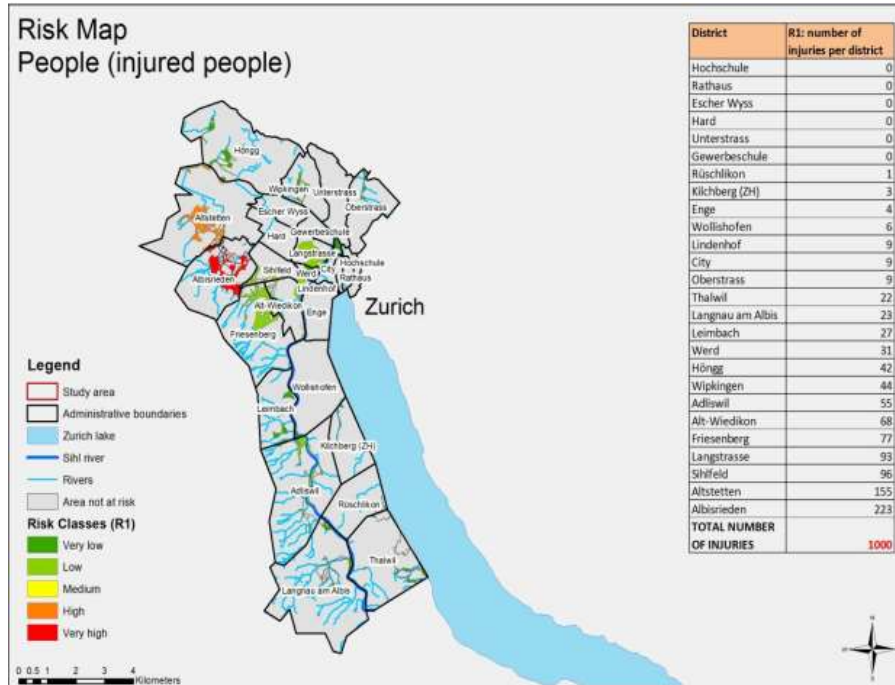 Risk Map
People (injured people)
District R1: number of
injuries per district
Hochschule 0
Rathaus 0
Escher Wyss 0
Hard 0
Unterstrass 0
Gewerbeschule 0
Rüschlikon 1
Kilchberg (ZH) 3
Enge 4
Wollishofen 6
Lindenhof 9
City 9
Oberstrass 9
Thalwil 22
Langnau am Albis 23
Leimbach 27
Werd 31
Höngg 42
Wipkingen 44
Adliswil 55
Alt-Wiedikon 68
Friesenberg 77
Langstrasse 93
Sihlfeld 96
Altstetten 155
Albisrieden 223
TOTAL NUMBER
OF INJURIES 1000
Höngg
Wipkingen
Unterstrass
Oberstrass
Altstetten
Escher Wyss
Gewerbeschule
Hard
Langstrasse
Hochschule
Albisrieden
Sihlfeld
Werd
City
Rathaus
Lindenhof
Alt-Wiedikon
Enge
Zurich
Friesenberg
Wollishofen
Leimbach
Kilchberg (ZH)
Adliswil
Rüschlikon
Thalwil
Langnau am Albis
Legend
Study area
Administrative boundaries
Zurich lake
Sihl river
Rivers
Area not at risk
Risk Classes (R1)
Very low
Low
Medium
High
Very high
0 0.5 1 2 3 4
Kilometers